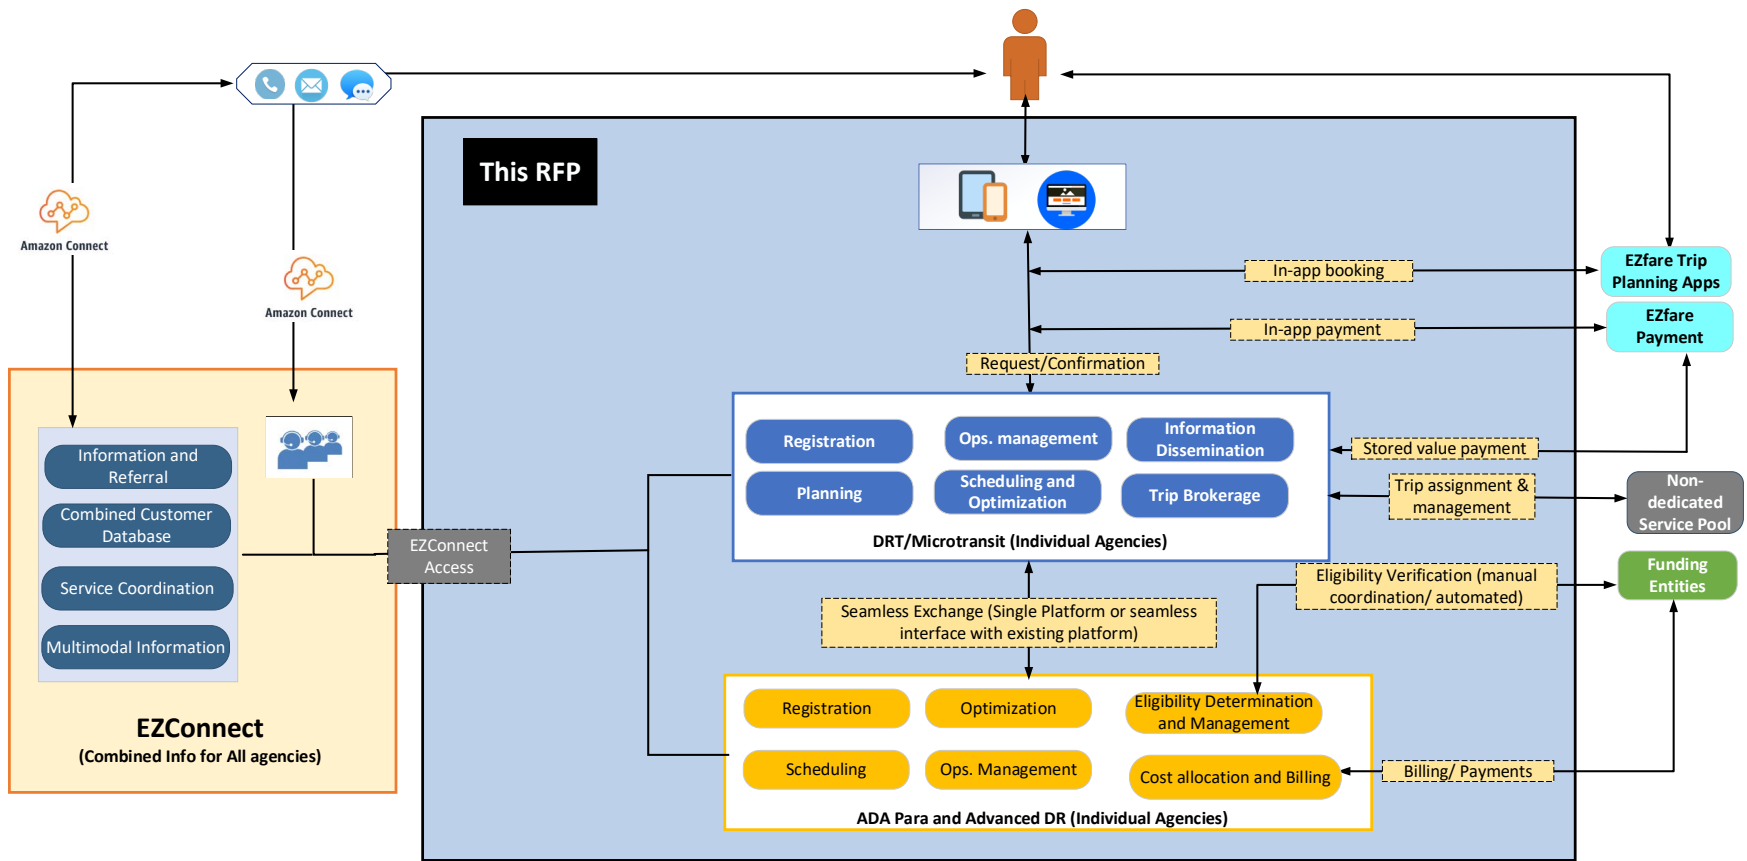 This RFP
Amazon Connect
Amazon Connect
In-app booking
EZfare Trip
Planning Apps
In-app payment
EZfare
Payment
Request/Confirmation
Registration
Ops. management
Information
Dissemination
Planning
Scheduling and
Optimization
Trip Brokerage
DRT/Microtransit (Individual Agencies)
Stored value payment
Trip assignment &
management
Non-
dedicated
Service Pool
Information and
Referral
Combined Customer
Database
Service Coordination
Multimodal Information
EZConnect
(Combined Info for All agencies)
EZConnect
Access
Eligibility Verification (manual
coordination/ automated)
Funding
Entities
Seamless Exchange (Single Platform or seamless
interface with existing platform)
Registration
Optimization
Eligibility Determination
and Management
Scheduling
Ops. Management
Cost allocation and Billing
Billing/ Payments
ADA Para and Advanced DR (Individual Agencies)